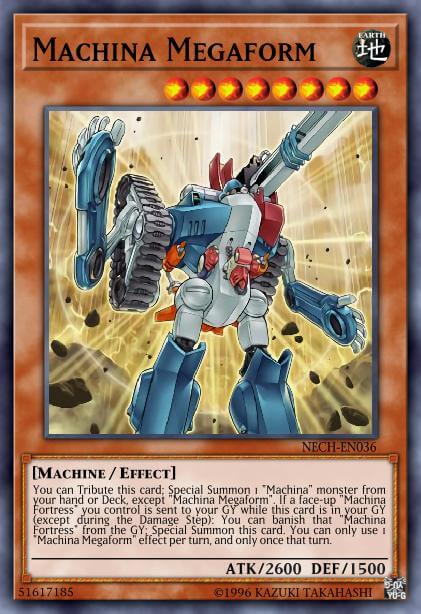 MACHINA MEGAFORM
EARTH
地
NECH-EN036
[MACHINE / EFFECT]
You can Tribute this card; Special Summon 1 "Machina" monster from
your hand or Deck, except "Machina Megaform". If a face-up "Machina
Fortress" you control is sent to your GY while this card is in your GY
(except during the Damage Step): You can banish that "Machina
Fortress" from the GY; Special Summon this card. You can only use 1
"Machina Megaform" effect per turn, and only once that turn.
ATK/2600 DEF/1500
51617185
©1996 KAZUKI TAKAHASHI